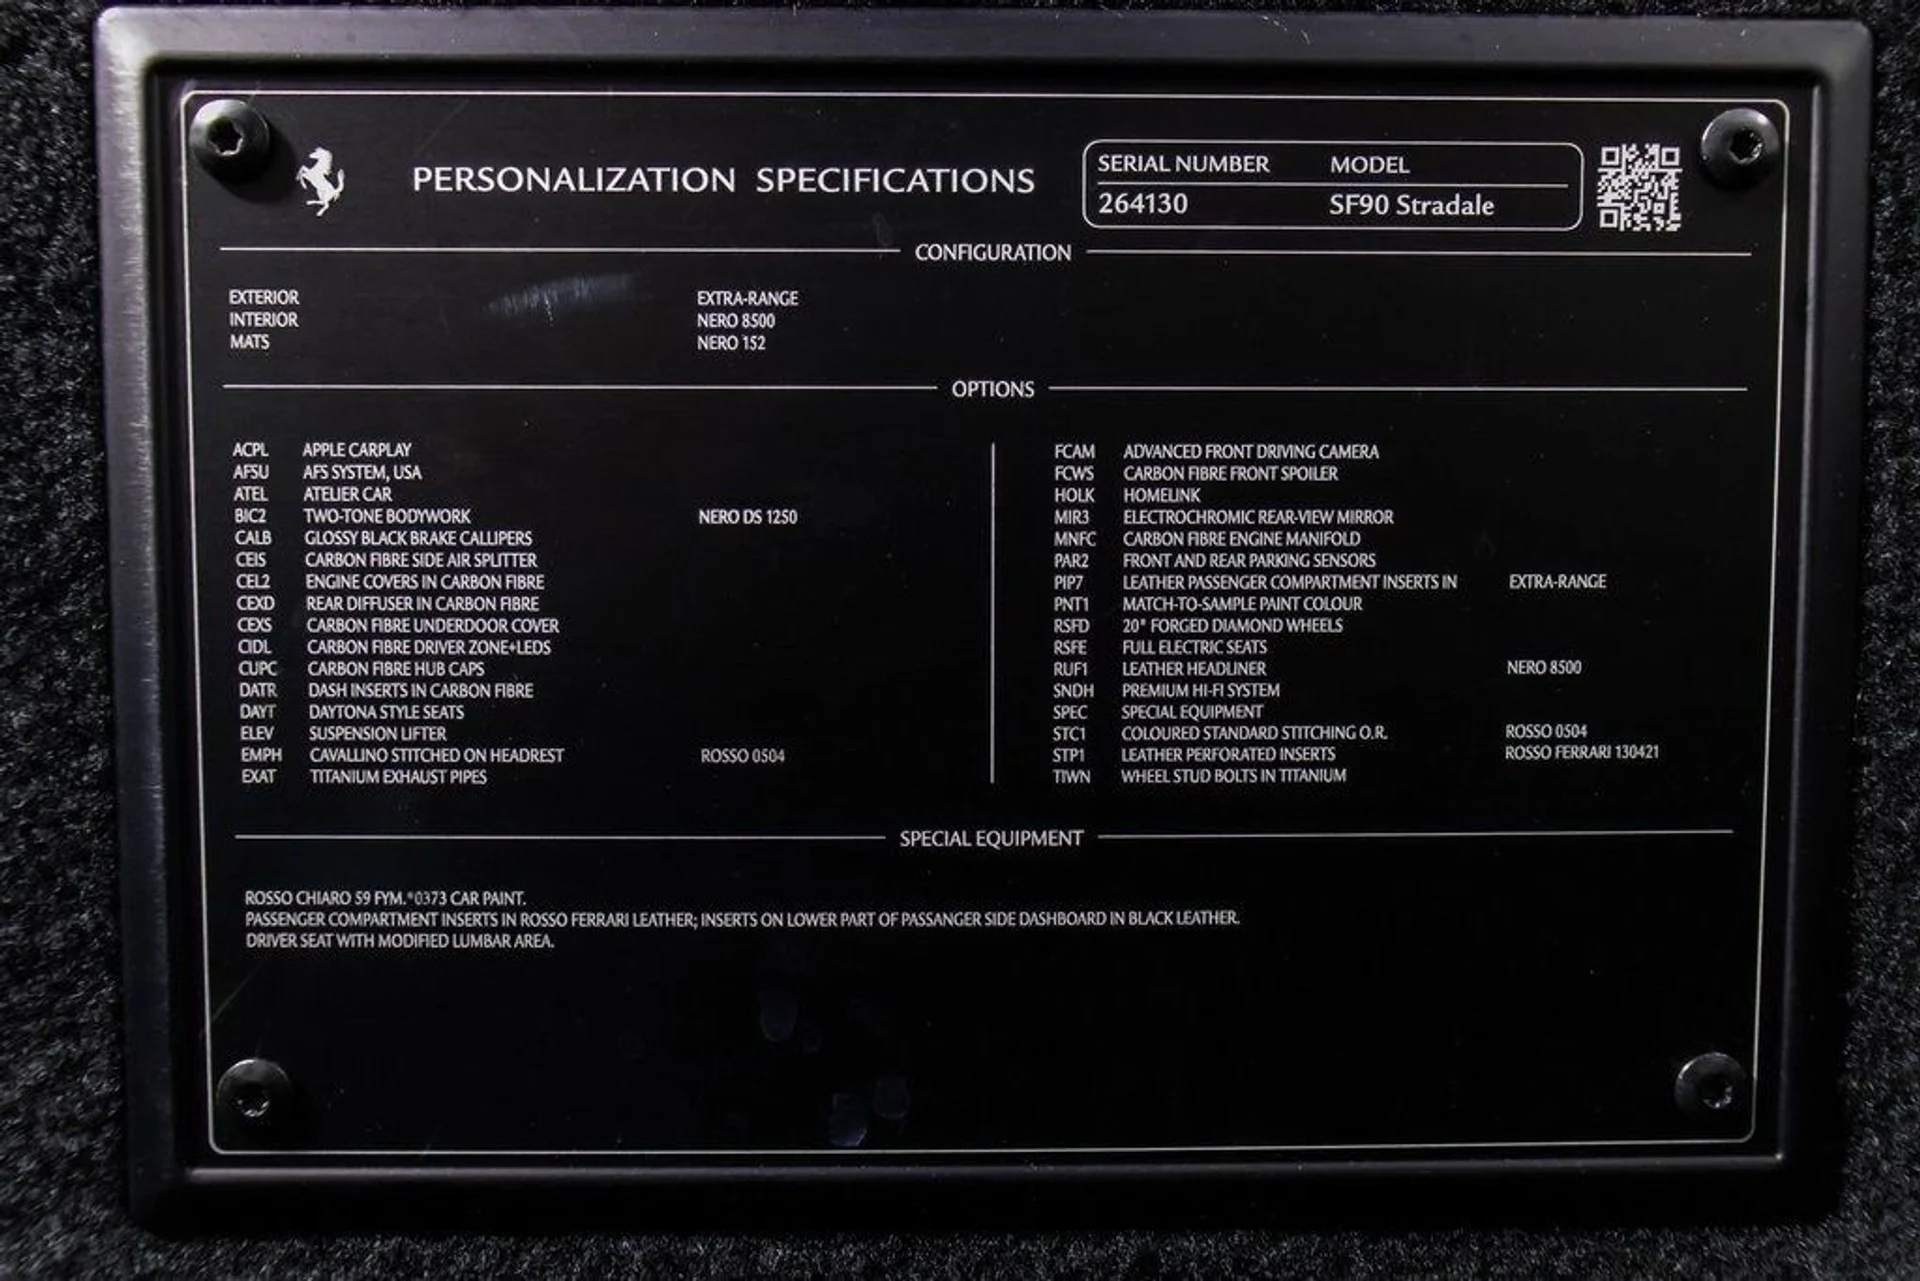 PERSONALIZATION SPECIFICATIONS
SERIAL NUMBER MODEL
264130 SF90 Stradale
CONFIGURATION
EXTERIOR EXTRA-RANGE
INTERIOR NERO 8500
MATS NERO 152
OPTIONS
ACPL APPLE CARPLAY
AFSU AFS SYSTEM, USA
ATEL ATELIER CAR
BIC2 TWO-TONE BODYWORK NERO DS 1250
CALB GLOSSY BLACK BRAKE CALLIPERS
CEIS CARBON FIBRE SIDE AIR SPLITTER
CEL2 ENGINE COVERS IN CARBON FIBRE
CEXD REAR DIFFUSER IN CARBON FIBRE
CEXS CARBON FIBRE UNDERDOOR COVER
CIDL CARBON FIBRE DRIVER ZONE+LEDS
CUPC CARBON FIBRE HUB CAPS
DATR DASH INSERTS IN CARBON FIBRE
DAYT DAYTONA STYLE SEATS
ELEV SUSPENSION LIFTER
EMPH CAVALLINO STITCHED ON HEADREST ROSSO 0504
EXAT TITANIUM EXHAUST PIPES
FCAM ADVANCED FRONT DRIVING CAMERA
FCWS CARBON FIBRE FRONT SPOILER
HOLK HOMELINK
MIR3 ELECTROCHROMIC REAR-VIEW MIRROR
MNFC CARBON FIBRE ENGINE MANIFOLD
PAR2 FRONT AND REAR PARKING SENSORS
PIP7 LEATHER PASSENGER COMPARTMENT INSERTS IN EXTRA-RANGE
PNT1 MATCH-TO-SAMPLE PAINT COLOUR
RSFD 20" FORGED DIAMOND WHEELS
RSFE FULL ELECTRIC SEATS
RUF1 LEATHER HEADLINER NERO 8500
SNDH PREMIUM HI-FI SYSTEM
SPEC SPECIAL EQUIPMENT
STC1 COLOURED STANDARD STITCHING O.R. ROSSO 0504
STP1 LEATHER PERFORATED INSERTS ROSSO FERRARI 130421
TIWN WHEEL STUD BOLTS IN TITANIUM
SPECIAL EQUIPMENT
ROSSO CHIARO 59 FYM.*0373 CAR PAINT.
PASSENGER COMPARTMENT INSERTS IN ROSSO FERRARI LEATHER; INSERTS ON LOWER PART OF PASSANGER SIDE DASHBOARD IN BLACK LEATHER.
DRIVER SEAT WITH MODIFIED LUMBAR AREA.